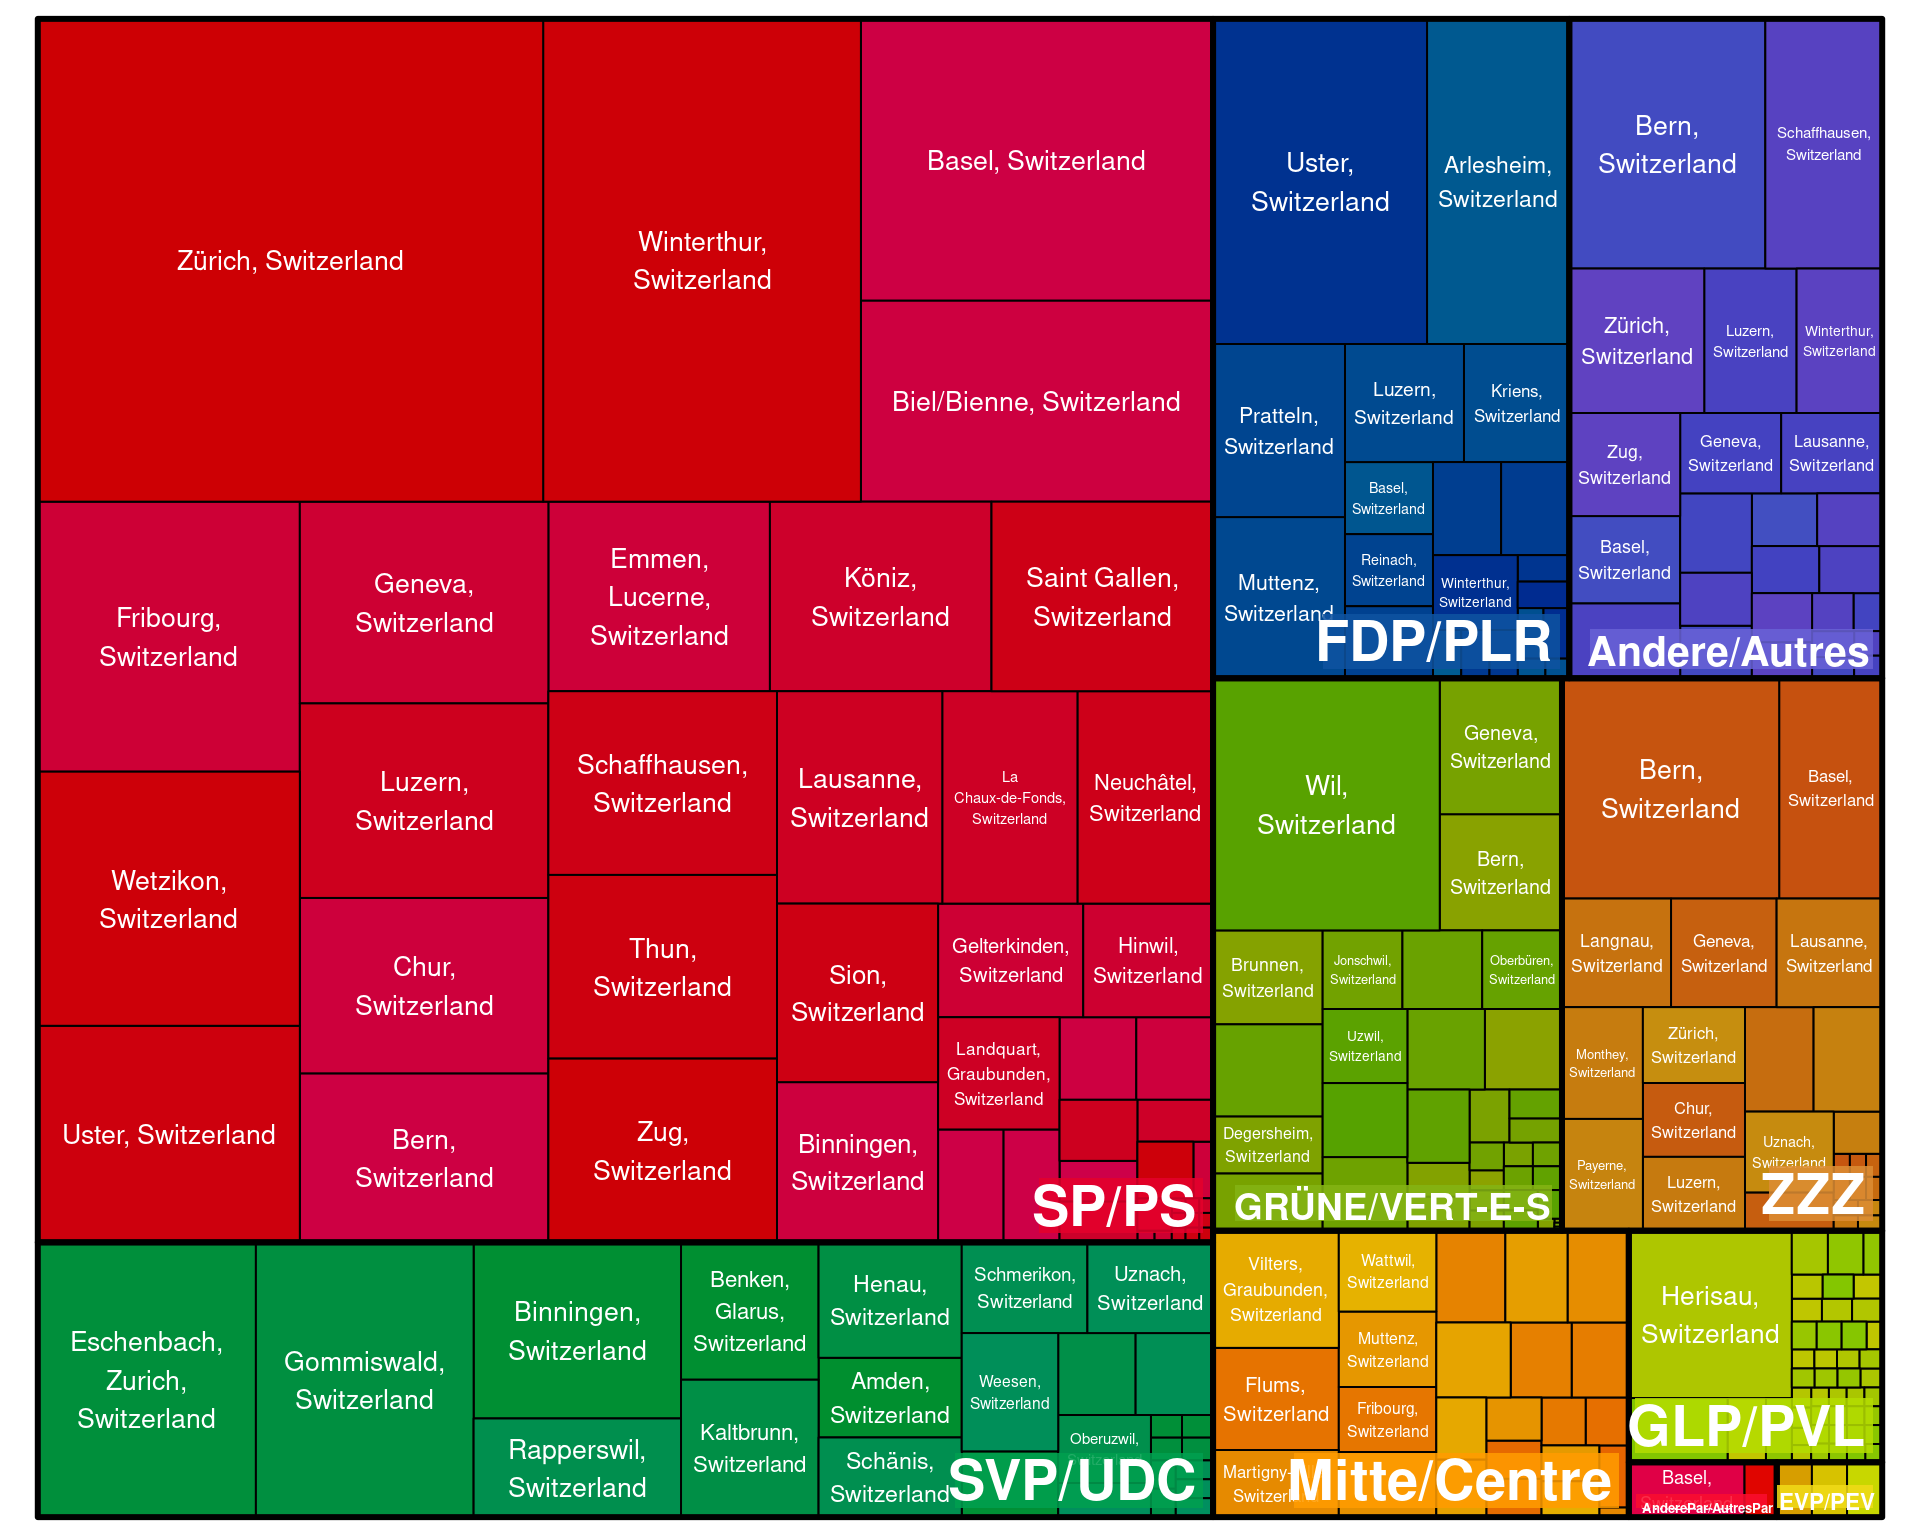 Zürich, Switzerland
Winterthur,
Switzerland
Basel, Switzerland
Biel/Bienne, Switzerland
Fribourg,
Switzerland
Geneva,
Switzerland
Emmen,
Lucerne,
Switzerland
Köniz,
Switzerland
Saint Gallen,
Switzerland
Wetzikon,
Switzerland
Luzern,
Switzerland
Schaffhausen,
Switzerland
Lausanne,
Switzerland
La
Chaux-de-Fonds,
Switzerland
Neuchâtel,
Switzerland
Chur,
Switzerland
Thun,
Switzerland
Sion,
Switzerland
Gelterkinden,
Switzerland
Hinwil,
Switzerland
Landquart,
Graubunden,
Switzerland
Uster, Switzerland
Bern,
Switzerland
Zug,
Switzerland
Binningen,
Switzerland
SP/PS
Eschenbach,
Zurich,
Switzerland
Gommiswald,
Switzerland
Binningen,
Switzerland
Rapperswil,
Switzerland
Benken,
Glarus,
Switzerland
Kaltbrunn,
Switzerland
Henau,
Switzerland
Amden,
Switzerland
Schänis,
Switzerland
Schmerikon,
Switzerland
Uznach,
Switzerland
Weesen,
Switzerland
Oberuzwil,
SVP/UDC
Uster,
Switzerland
Arlesheim,
Switzerland
Pratteln,
Switzerland
Luzern,
Switzerland
Kriens,
Switzerland
Basel,
Switzerland
Reinach,
Switzerland
Muttenz,
Switzerland
Winterthur,
Switzerland
FDP/PLR
Bern,
Switzerland
Schaffhausen,
Switzerland
Zürich,
Switzerland
Luzern,
Switzerland
Winterthur,
Switzerland
Zug,
Switzerland
Geneva,
Switzerland
Lausanne,
Switzerland
Basel,
Switzerland
Andere/Autres
Wil,
Switzerland
Geneva,
Switzerland
Bern,
Switzerland
Brunnen,
Switzerland
Jonschwil,
Switzerland
Oberbüren,
Switzerland
Uzwil,
Switzerland
Degersheim,
Switzerland
GRÜNE/VERT-E-S
Bern,
Switzerland
Basel,
Switzerland
Langnau,
Switzerland
Geneva,
Switzerland
Lausanne,
Switzerland
Monthey,
Switzerland
Zürich,
Switzerland
Chur,
Switzerland
Payerne,
Switzerland
Luzern,
Switzerland
Uznach,
Switzerland
ZZZ
Vilters,
Graubunden,
Switzerland
Wattwil,
Switzerland
Muttenz,
Switzerland
Flums,
Switzerland
Fribourg,
Switzerland
Mitte/Centre
Herisau,
Switzerland
GLP/PVL
Basel,
AnderePar/AutresPar
EVP/PEV